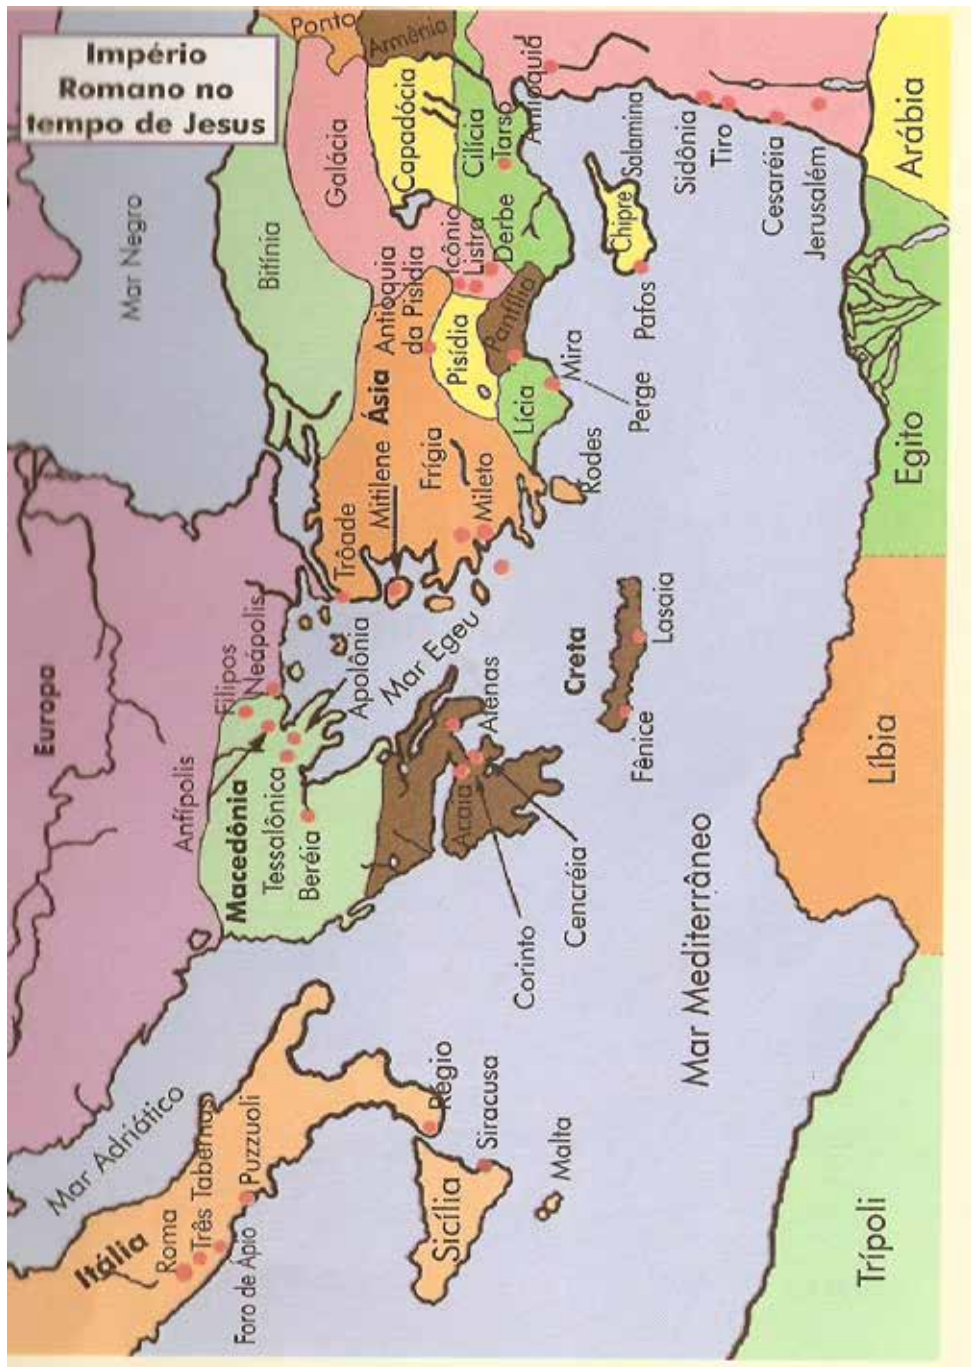 Império
Romano no
tempo de Jesus
Ponto
Armênia
Mar Negro
Bitínia
Galácia
Capadócia
Cilícia
Tarso
Antioquia
Antioquia
da Pisídia
Icônio
Listra
Derbe
Pisídia
Panfília
Lícia
Mira
Perge
Ásia
Frígia
Mitilene
Mileto
Trôade
Rodes
Chipre
Salamina
Pafos
Sidônia
Tiro
Cesaréia
Jerusalém
Arábia
Egito
Líbia
Trípoli
Europa
Filipos
Neápolis
Anfípolis
Macedônia
Tessalônica
Beréia
Apolônia
Mar Egeu
Acaia
Atenas
Corinto
Cencréia
Creta
Fênice
Lasaia
Mar Mediterrâneo
Mar Adriático
Itália
Roma
Três Tabernas
Foro de Ápio
Puzzuoli
Régio
Sicília
Siracusa
Malta